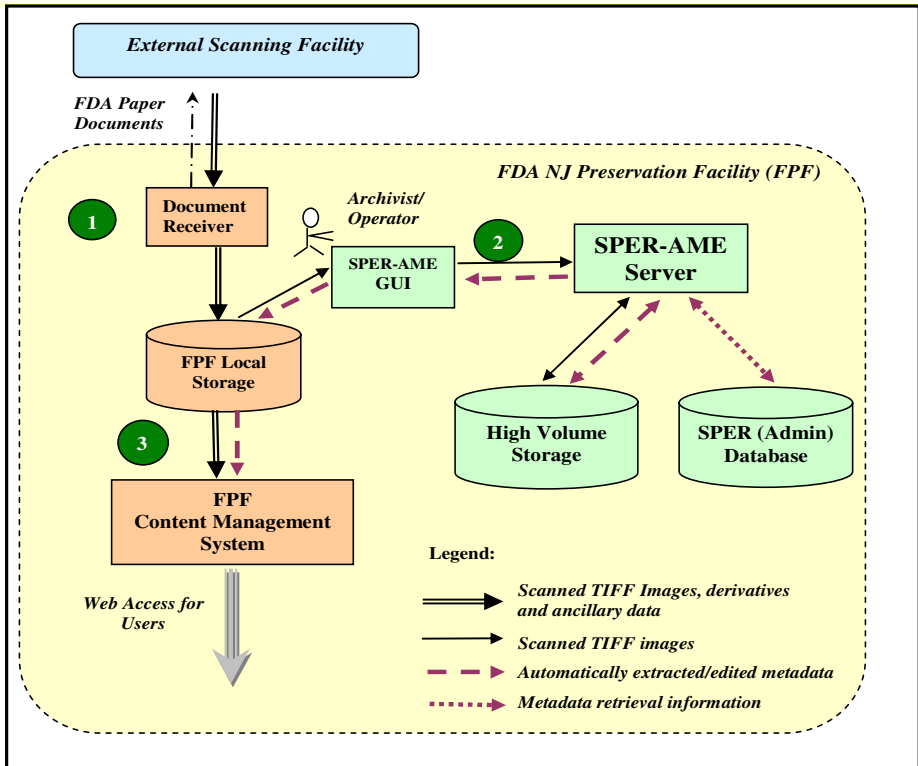 External Scanning Facility
FDA Paper
Documents
FDA NJ Preservation Facility (FPF)
1
Document
Receiver
Archivist/
Operator
2
SPER-AME
GUI
SPER-AME
Server
FPF Local
Storage
High Volume
Storage
SPER (Admin)
Database
3
FPF
Content Management
System
Web Access for
Users
Legend:
Scanned TIFF Images, derivatives
and ancillary data
Scanned TIFF images
Automatically extracted/edited metadata
Metadata retrieval information